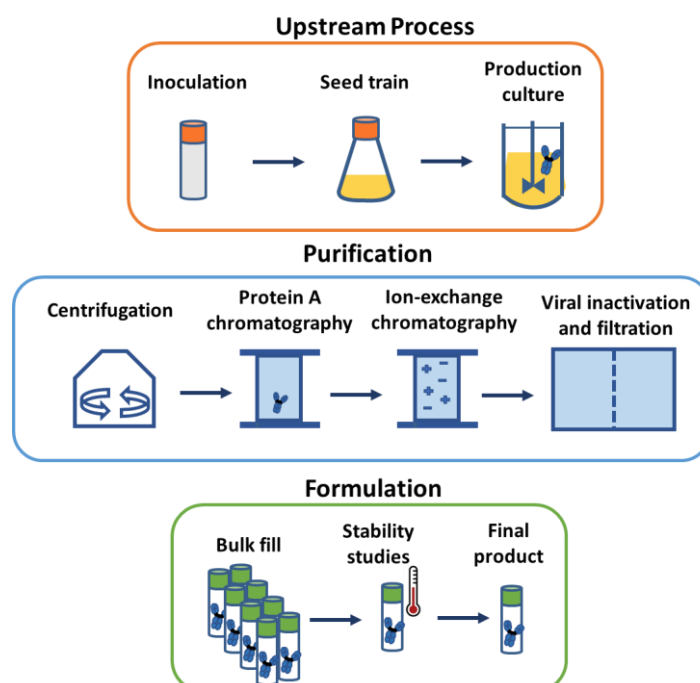 Upstream Process
Inoculation
Seed train
Production
culture
Purification
Centrifugation
Protein A
chromatography
Ion-exchange
chromatography
Viral inactivation
and filtration
Formulation
Bulk fill
Stability
studies
Final
product